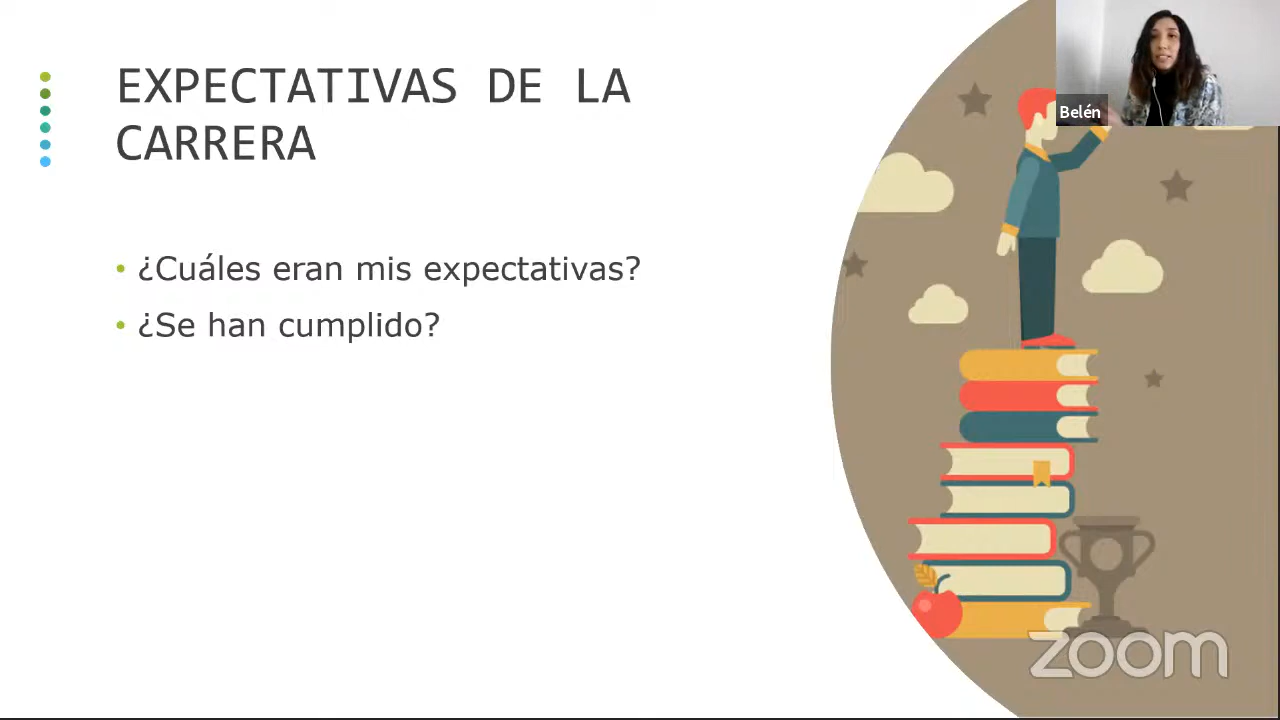 EXPECTATIVAS DE LA
CARRERA
• ¿Cuáles eran mis expectativas?
• ¿Se han cumplido?
Belén
zoom